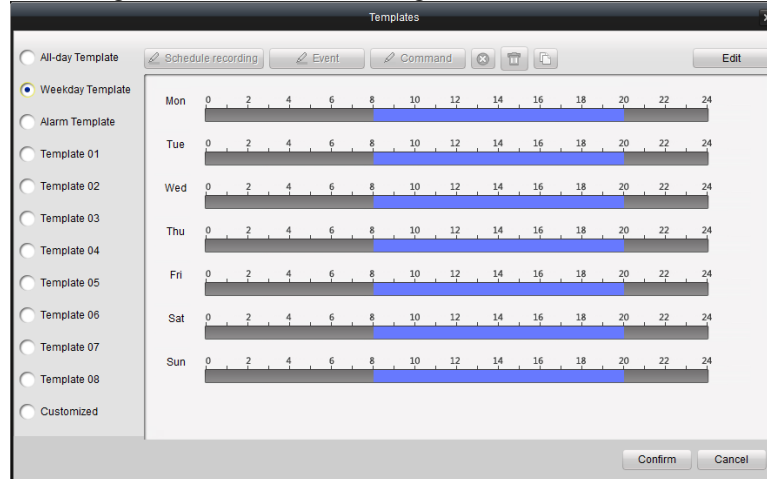 Templates
All-day Template
Schedule recording Event Command Edit
Weekday Template
Alarm Template
Template 01
Template 02
Template 03
Template 04
Template 05
Template 06
Template 07
Template 08
Customized
Mon 0 2 4 6 8 10 12 14 16 18 20 22 24
Tue 0 2 4 6 8 10 12 14 16 18 20 22 24
Wed 0 2 4 6 8 10 12 14 16 18 20 22 24
Thu 0 2 4 6 8 10 12 14 16 18 20 22 24
Fri 0 2 4 6 8 10 12 14 16 18 20 22 24
Sat 0 2 4 6 8 10 12 14 16 18 20 22 24
Sun 0 2 4 6 8 10 12 14 16 18 20 22 24
Confirm Cancel